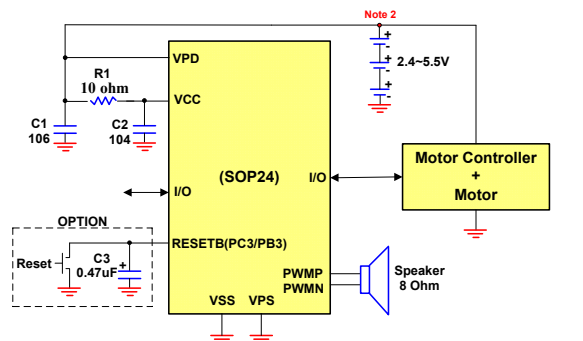 Note 2
+
-
+
-
+
-
2.4~5.5V
VPD
R1
10 ohm
VCC
C1
106
C2
104
(SOP24)
I/O
I/O
Motor Controller
+
Motor
OPTION
RESETB(PC3/PB3)
Reset
C3
+
0.47uF
PWMP
PWMN
Speaker
8 Ohm
VSS
VPS